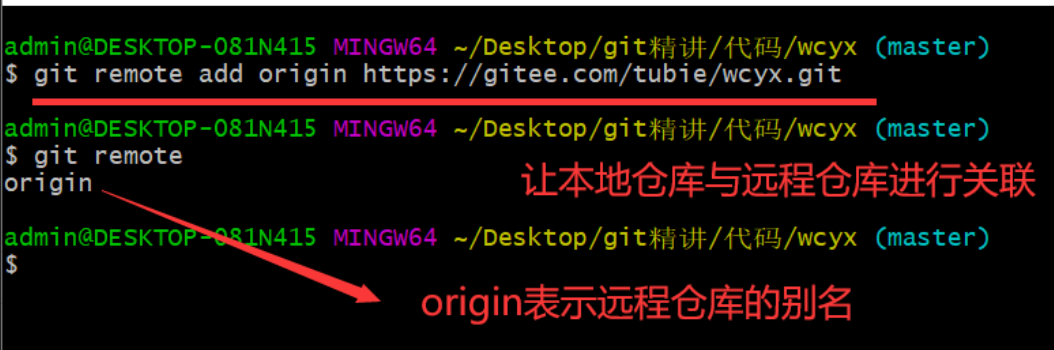 admin@DESKTOP-081N415 MINGW64 ~/Desktop/git精讲/代码/wcyx (master)
$ git remote add origin https://gitee.com/tubie/wcyx.git
admin@DESKTOP-081N415 MINGW64 ~/Desktop/git精讲/代码/wcyx (master)
$ git remote
origin
让本地仓库与远程仓库进行关联
admin@DESKTOP-081N415 MINGW64 ~/Desktop/git精讲/代码/wcyx (master)
$
origin表示远程仓库的别名